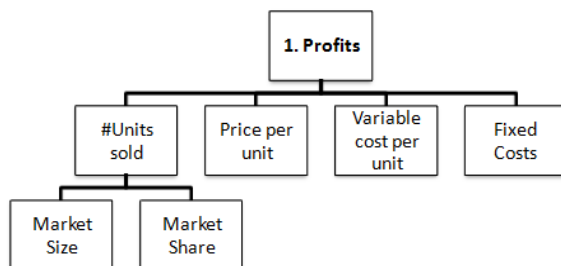 1. Profits
#Units
sold
Price per
unit
Variable
cost per
unit
Fixed
Costs
Market
Size
Market
Share